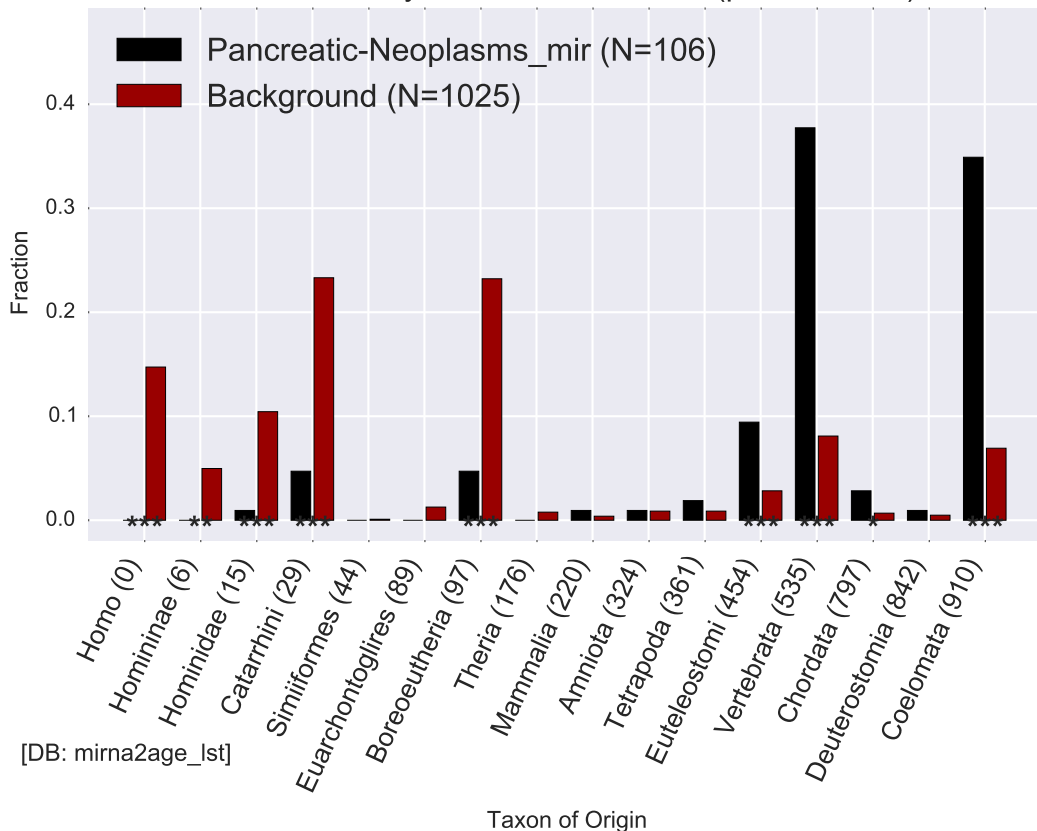 Pancreatic-Neoplasms_mir (N=106)
Background (N=1025)
0.4
0.3
0.2
0.1
0.0
Fraction
*** ** *** *** *** *** *** * ***
Homo (0)
Homininae (6)
Hominidae (15)
Catarrhini (29)
Simiiformes (44)
Euarchontoglires (89)
Boreoeutheria (97)
Theria (176)
Mammalia (220)
Amniota (324)
Tetrapoda (361)
Euteleostomi (454)
Vertebrata (535)
Chordata (797)
Deuterostomia (842)
Coelomata (910)
[DB: mirna2age_lst]
Taxon of Origin